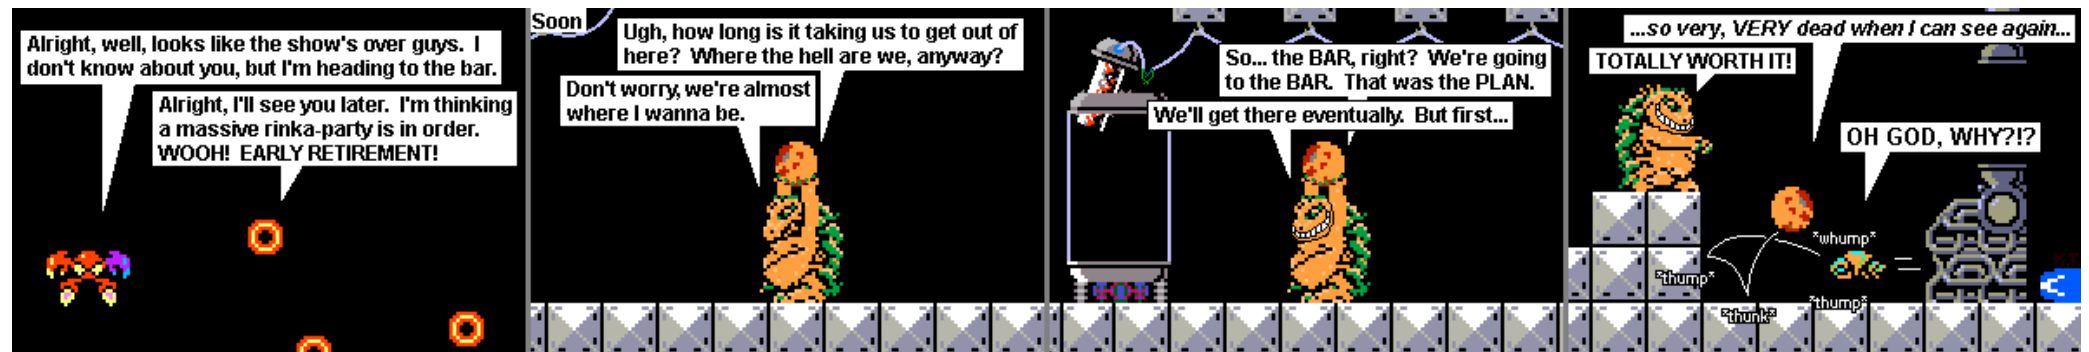 Alright, well, looks like the show's over guys. I
don't know about you, but I'm heading to the bar.
Alright, I'll see you later. I'm thinking
a massive rinka-party is in order.
WOOH! EARLY RETIREMENT!
Soon
Ugh, how long is it taking us to get out of
here? Where the hell are we, anyway?
Don't worry, we're almost
where I wanna be.
So... the BAR, right? We're going
to the BAR. That was the PLAN.
We'll get there eventually. But first...
...so very, VERY dead when I can see again...
TOTALLY WORTH IT!
OH GOD, WHY?!?
*whump*
*thump*
*thump*
*thunk*